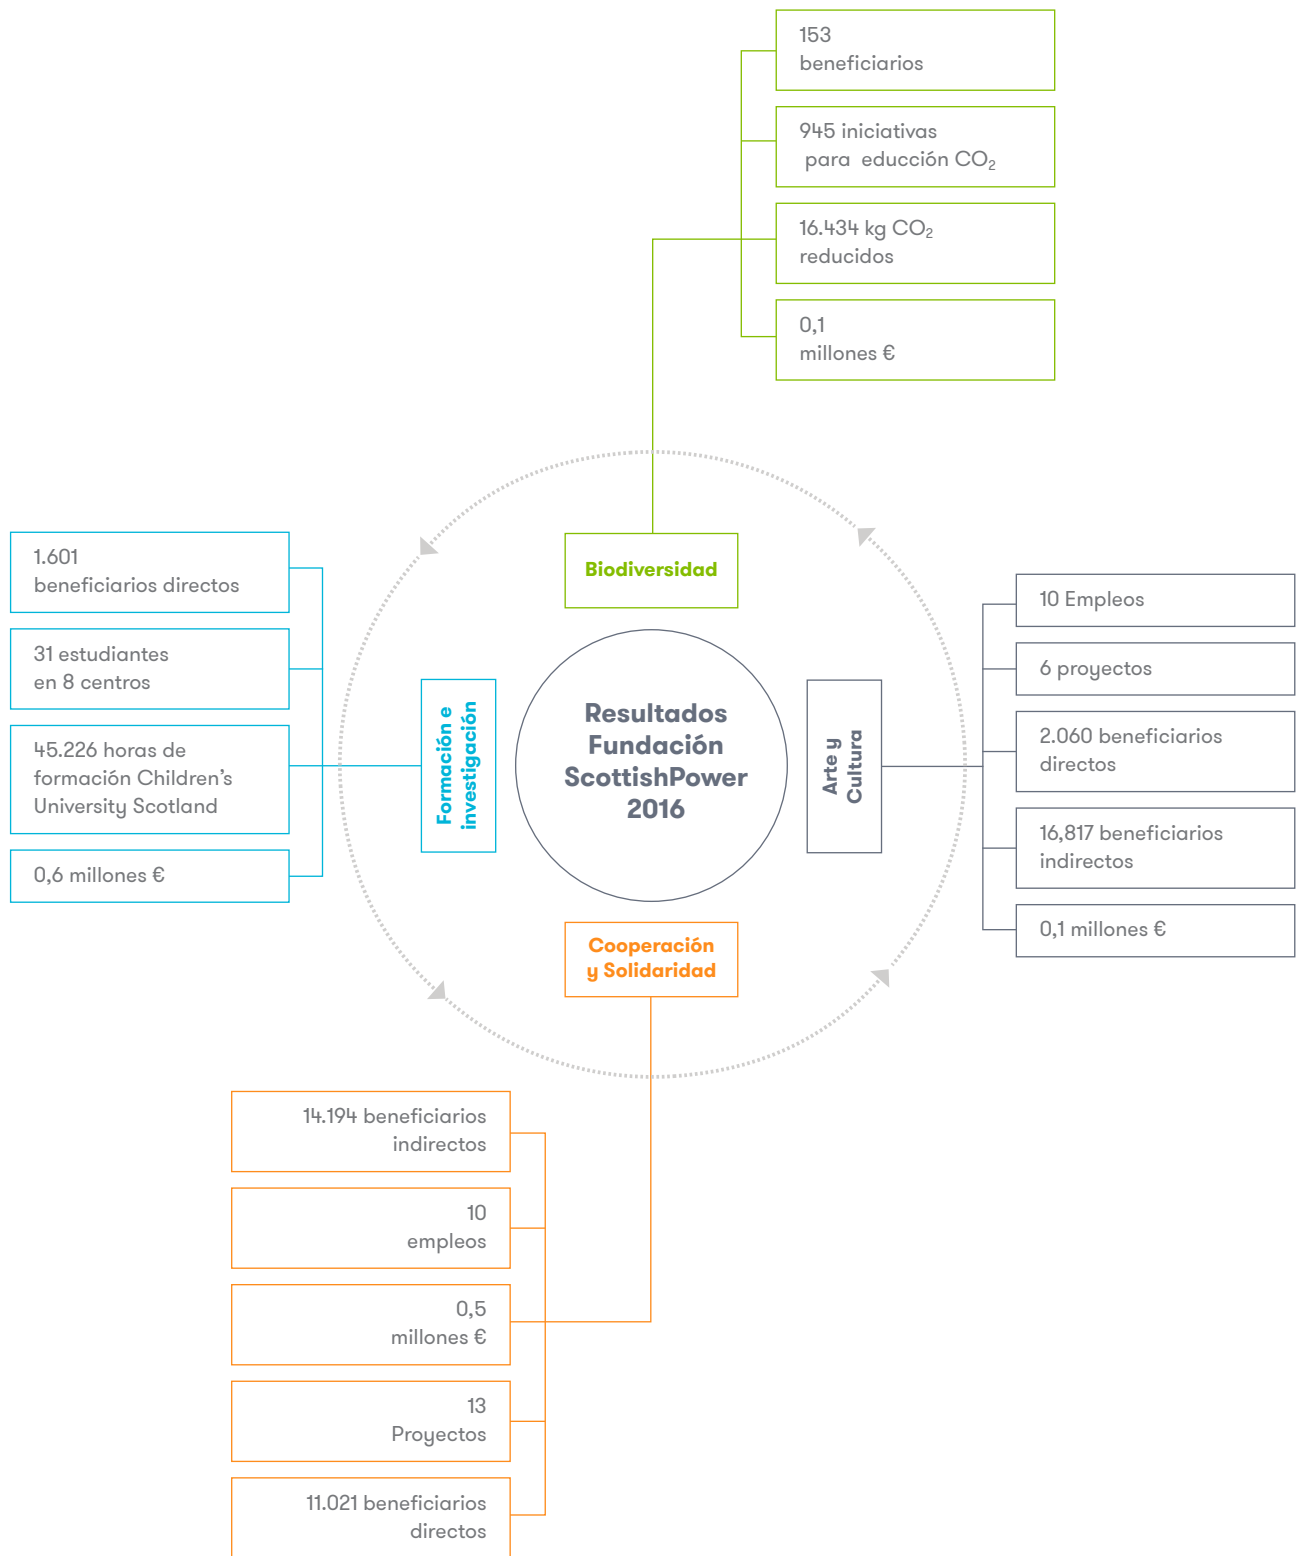 153
beneficiarios
945 iniciativas
para educción CO₂
16.434 kg CO₂
reducidos
0,1
millones €
Biodiversidad
1.601
beneficiarios directos
31 estudiantes
en 8 centros
45.226 horas de
formación Children’s
University Scotland
0,6 millones €
Formación e
investigación
Resultados
Fundación
ScottishPower
2016
Arte y
Cultura
10 Empleos
6 proyectos
2.060 beneficiarios
directos
16,817 beneficiarios
indirectos
0,1 millones €
Cooperación
y Solidaridad
14.194 beneficiarios
indirectos
10
empleos
0,5
millones €
13
Proyectos
11.021 beneficiarios
directos